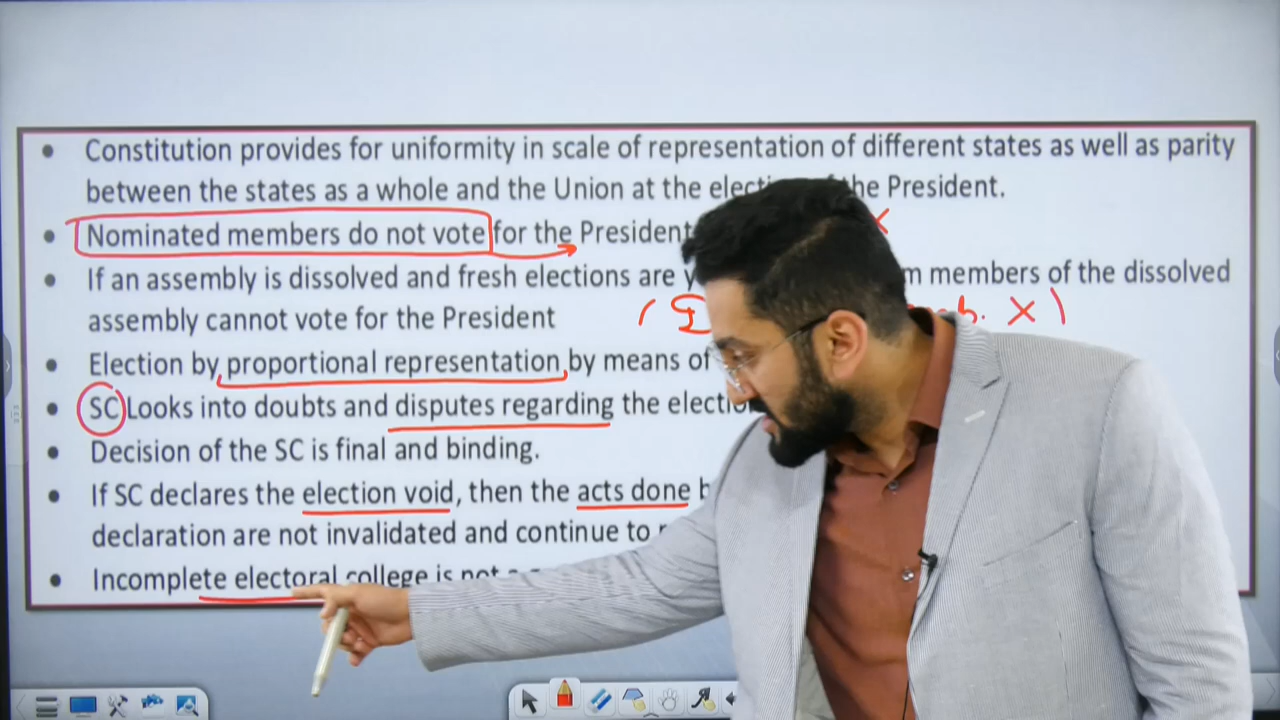 • Constitution provides for uniformity in scale of representation of different states as well as parity
between the states as a whole and the Union at the the President.
• Nominated members do not vote for the President X
• If an assembly is dissolved and fresh elections are members of the dissolved
assembly cannot vote for the President ( X )
• Election by proportional representation by means of
• SC Looks into doubts and disputes regarding the
• Decision of the SC is final and binding.
• If SC declares the election void, then the acts done
declaration are not invalidated and continue to
• Incomplete electoral college is not